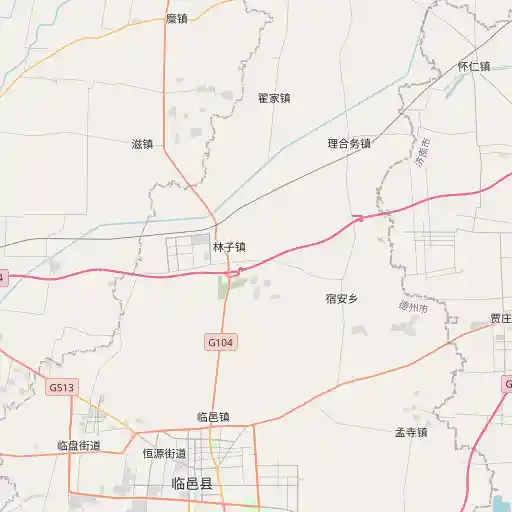 糜镇
怀仁镇
翟家镇
滋镇
理合务镇
济南市
林子镇
4
宿安乡
德州市
贾庄
G104
G513
G
临邑镇
孟寺镇
临盘街道
恒源街道
临邑县